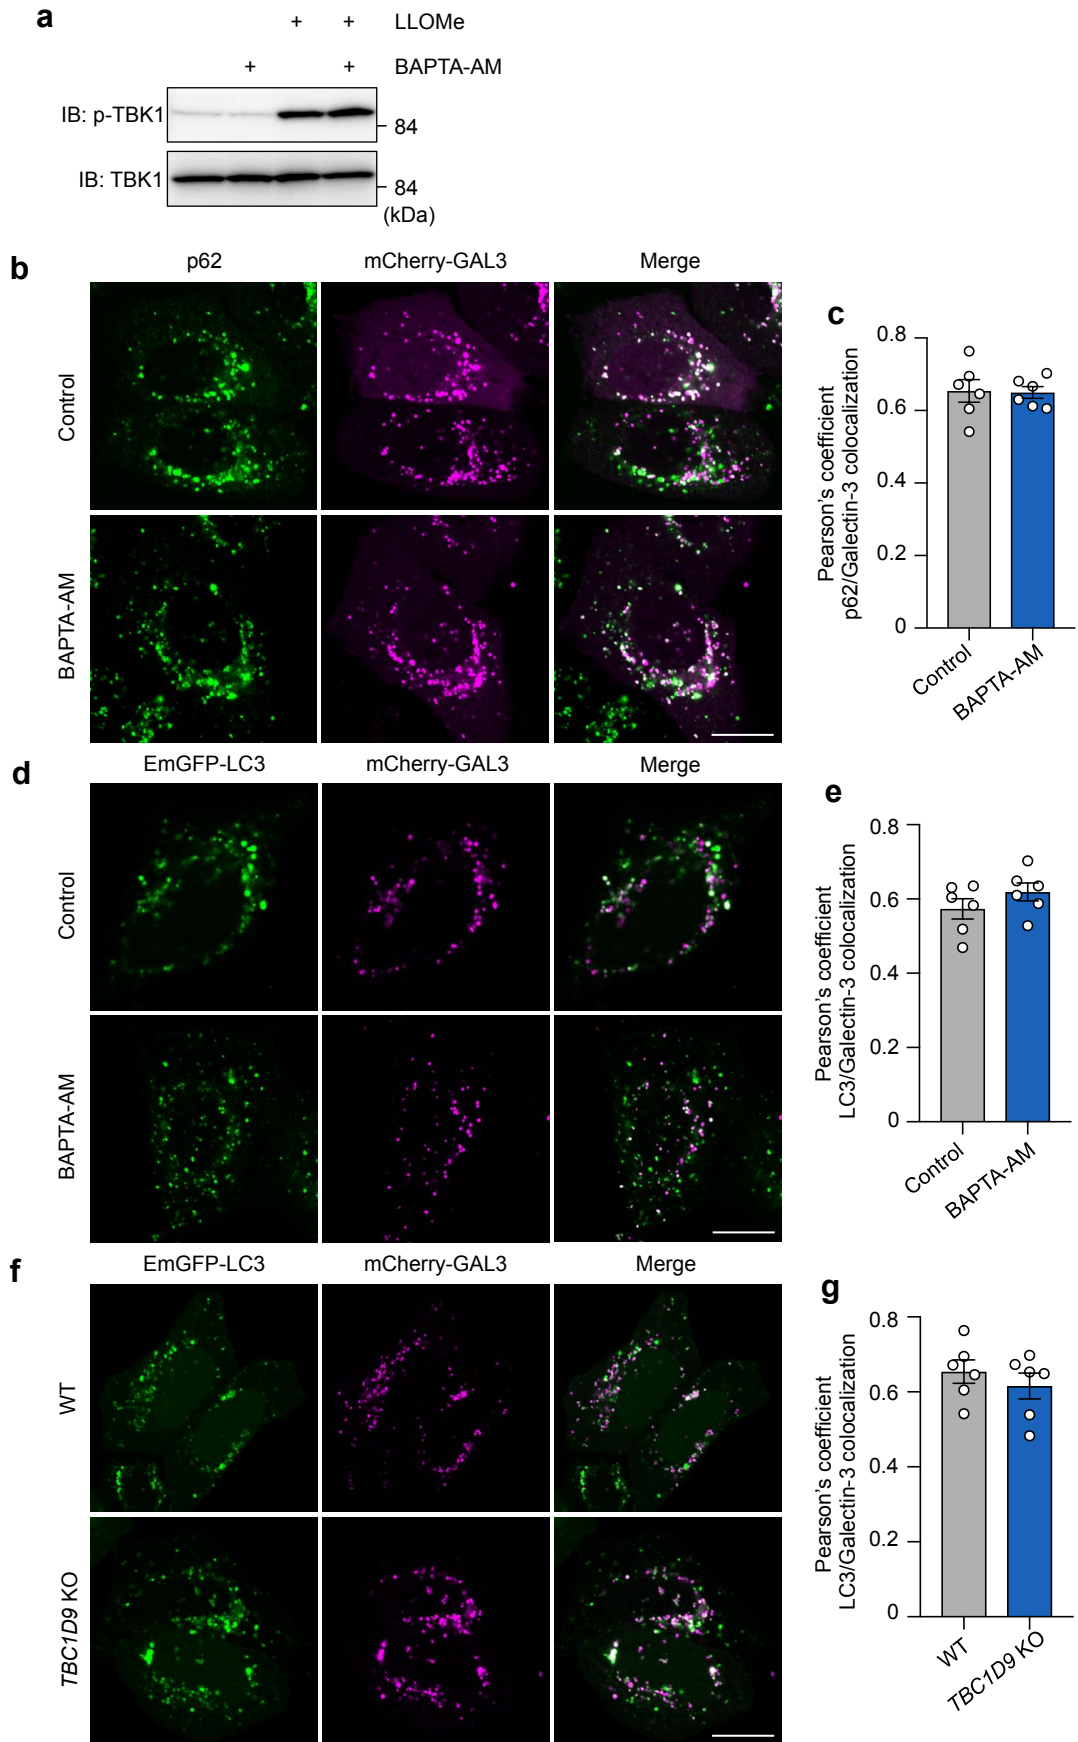 a
+ + LLOMe
+ + BAPTA-AM
IB: p-TBK1
84
IB: TBK1
84
(kDa)
b
p62 mCherry-GAL3 Merge
Control
BAPTA-AM
c
Pearson's coefficient
p62/Galectin-3 colocalization
0.8
0.6
0.4
0.2
0
Control
BAPTA-AM
d
EmGFP-LC3 mCherry-GAL3 Merge
Control
BAPTA-AM
e
Pearson's coefficient
LC3/Galectin-3 colocalization
0.8
0.6
0.4
0.2
0
Control
BAPTA-AM
f
EmGFP-LC3 mCherry-GAL3 Merge
WT
TBC1D9 KO
g
Pearson's coefficient
LC3/Galectin-3 colocalization
0.8
0.6
0.4
0.2
0
WT
TBC1D9 KO